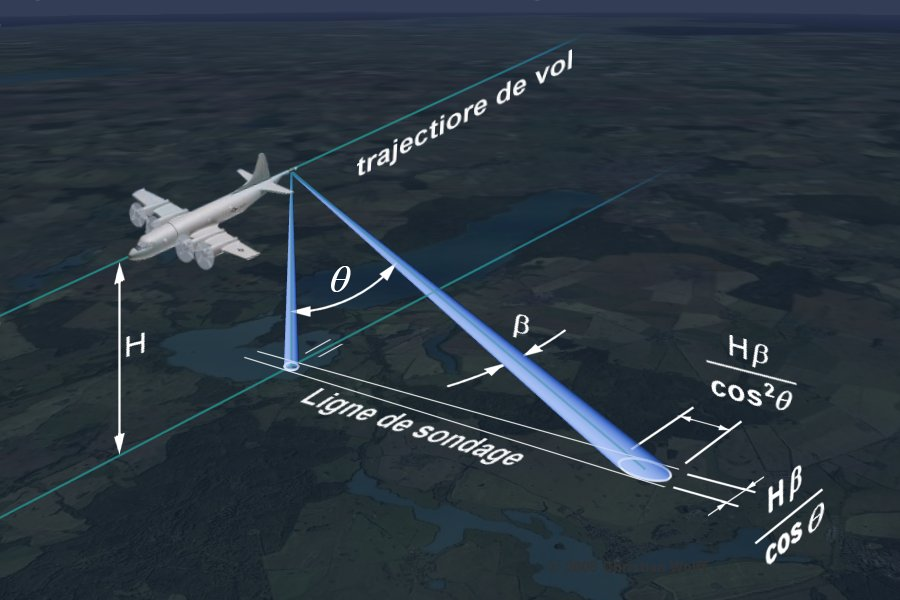 trajectiore de vol
θ
H
β
Hβ
cos²θ
Ligne de sondage
Hβ
cos θ